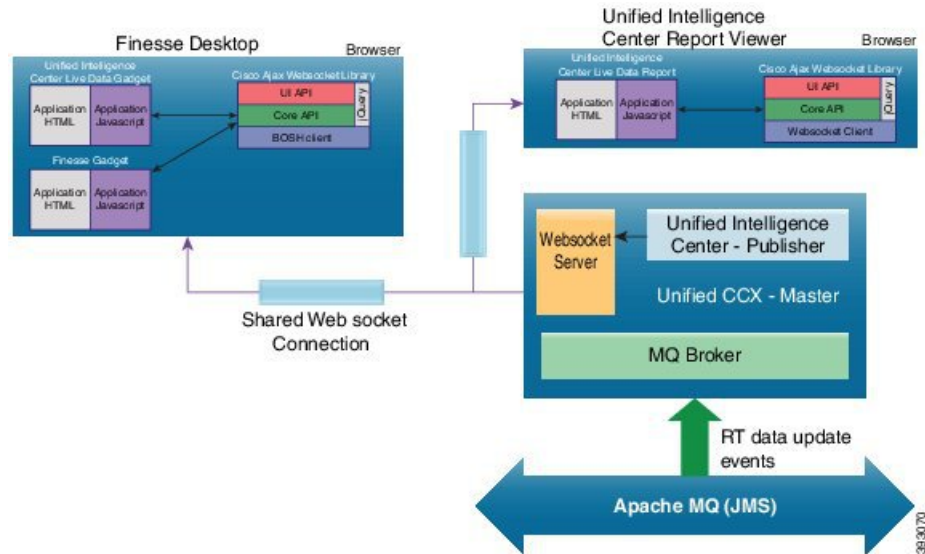 Finesse Desktop
Browser
Unified Intelligence
Center Live Data Gadget
Cisco Ajax Websocket Library
Application
HTML
Application
Javascript
UI API
Core API
BOSH client
jQuery
Finesse Gadget
Application
HTML
Application
Javascript
Unified Intelligence
Center Report Viewer
Browser
Unified Intelligence
Center Live Data Report
Cisco Ajax Websocket Library
Application
HTML
Application
Javascript
UI API
Core API
Websocket Client
jQuery
Websocket
Server
Unified Intelligence
Center - Publisher
Unified CCX - Master
MQ Broker
Shared Web socket
Connection
RT data update
events
Apache MQ (JMS)
393070